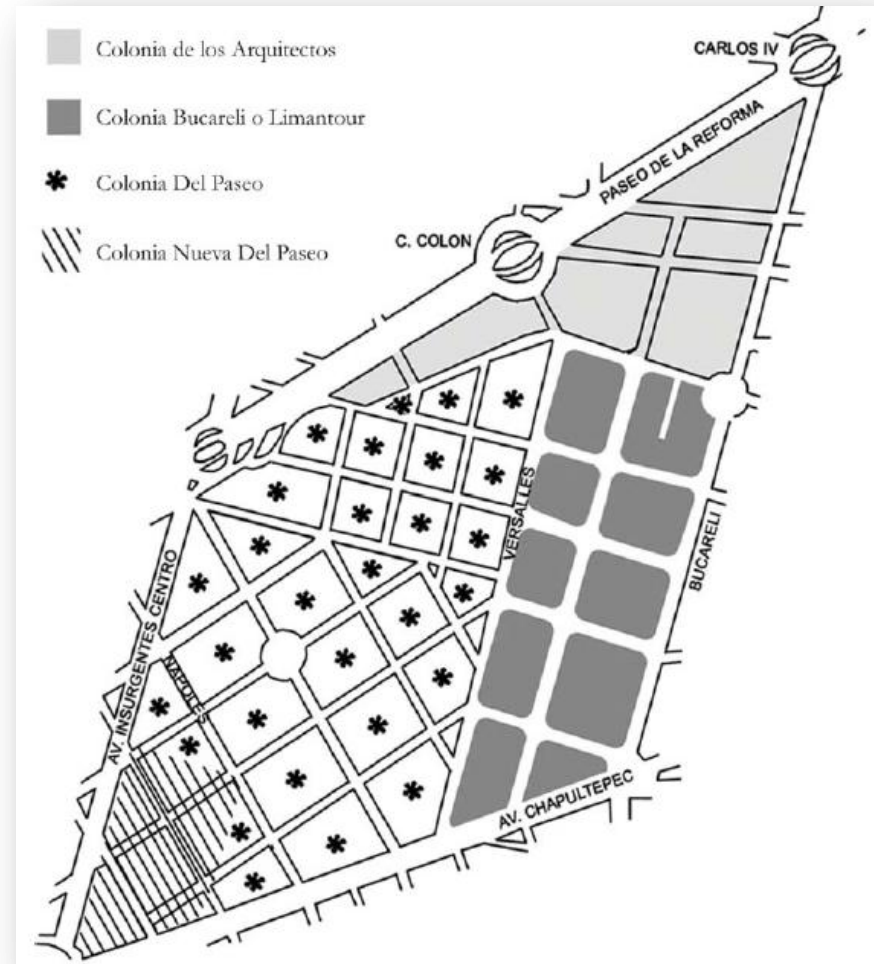 Colonia de los Arquitectos
Colonia Bucareli o Limantour
Colonia Del Paseo
Colonia Nueva Del Paseo
CARLOS IV
PASEO DE LA REFORMA
C. COLON
VERSALLES
BUCARELI
AV. INSURGENTES CENTRO
NAPOLES
AV. CHAPULTEPEC